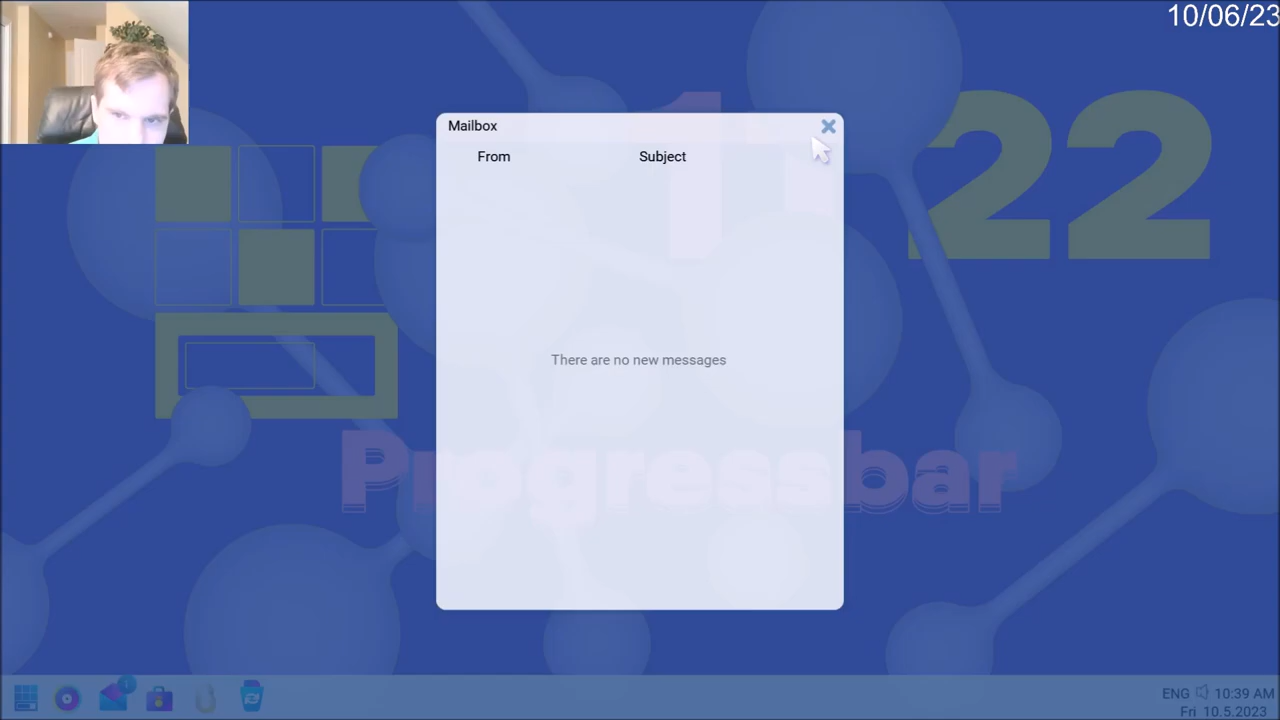 10/06/23
Mailbox
From Subject
1
22
There are no new messages
Progressbar
ENG 10:39 AM
Fri 10.5.2023